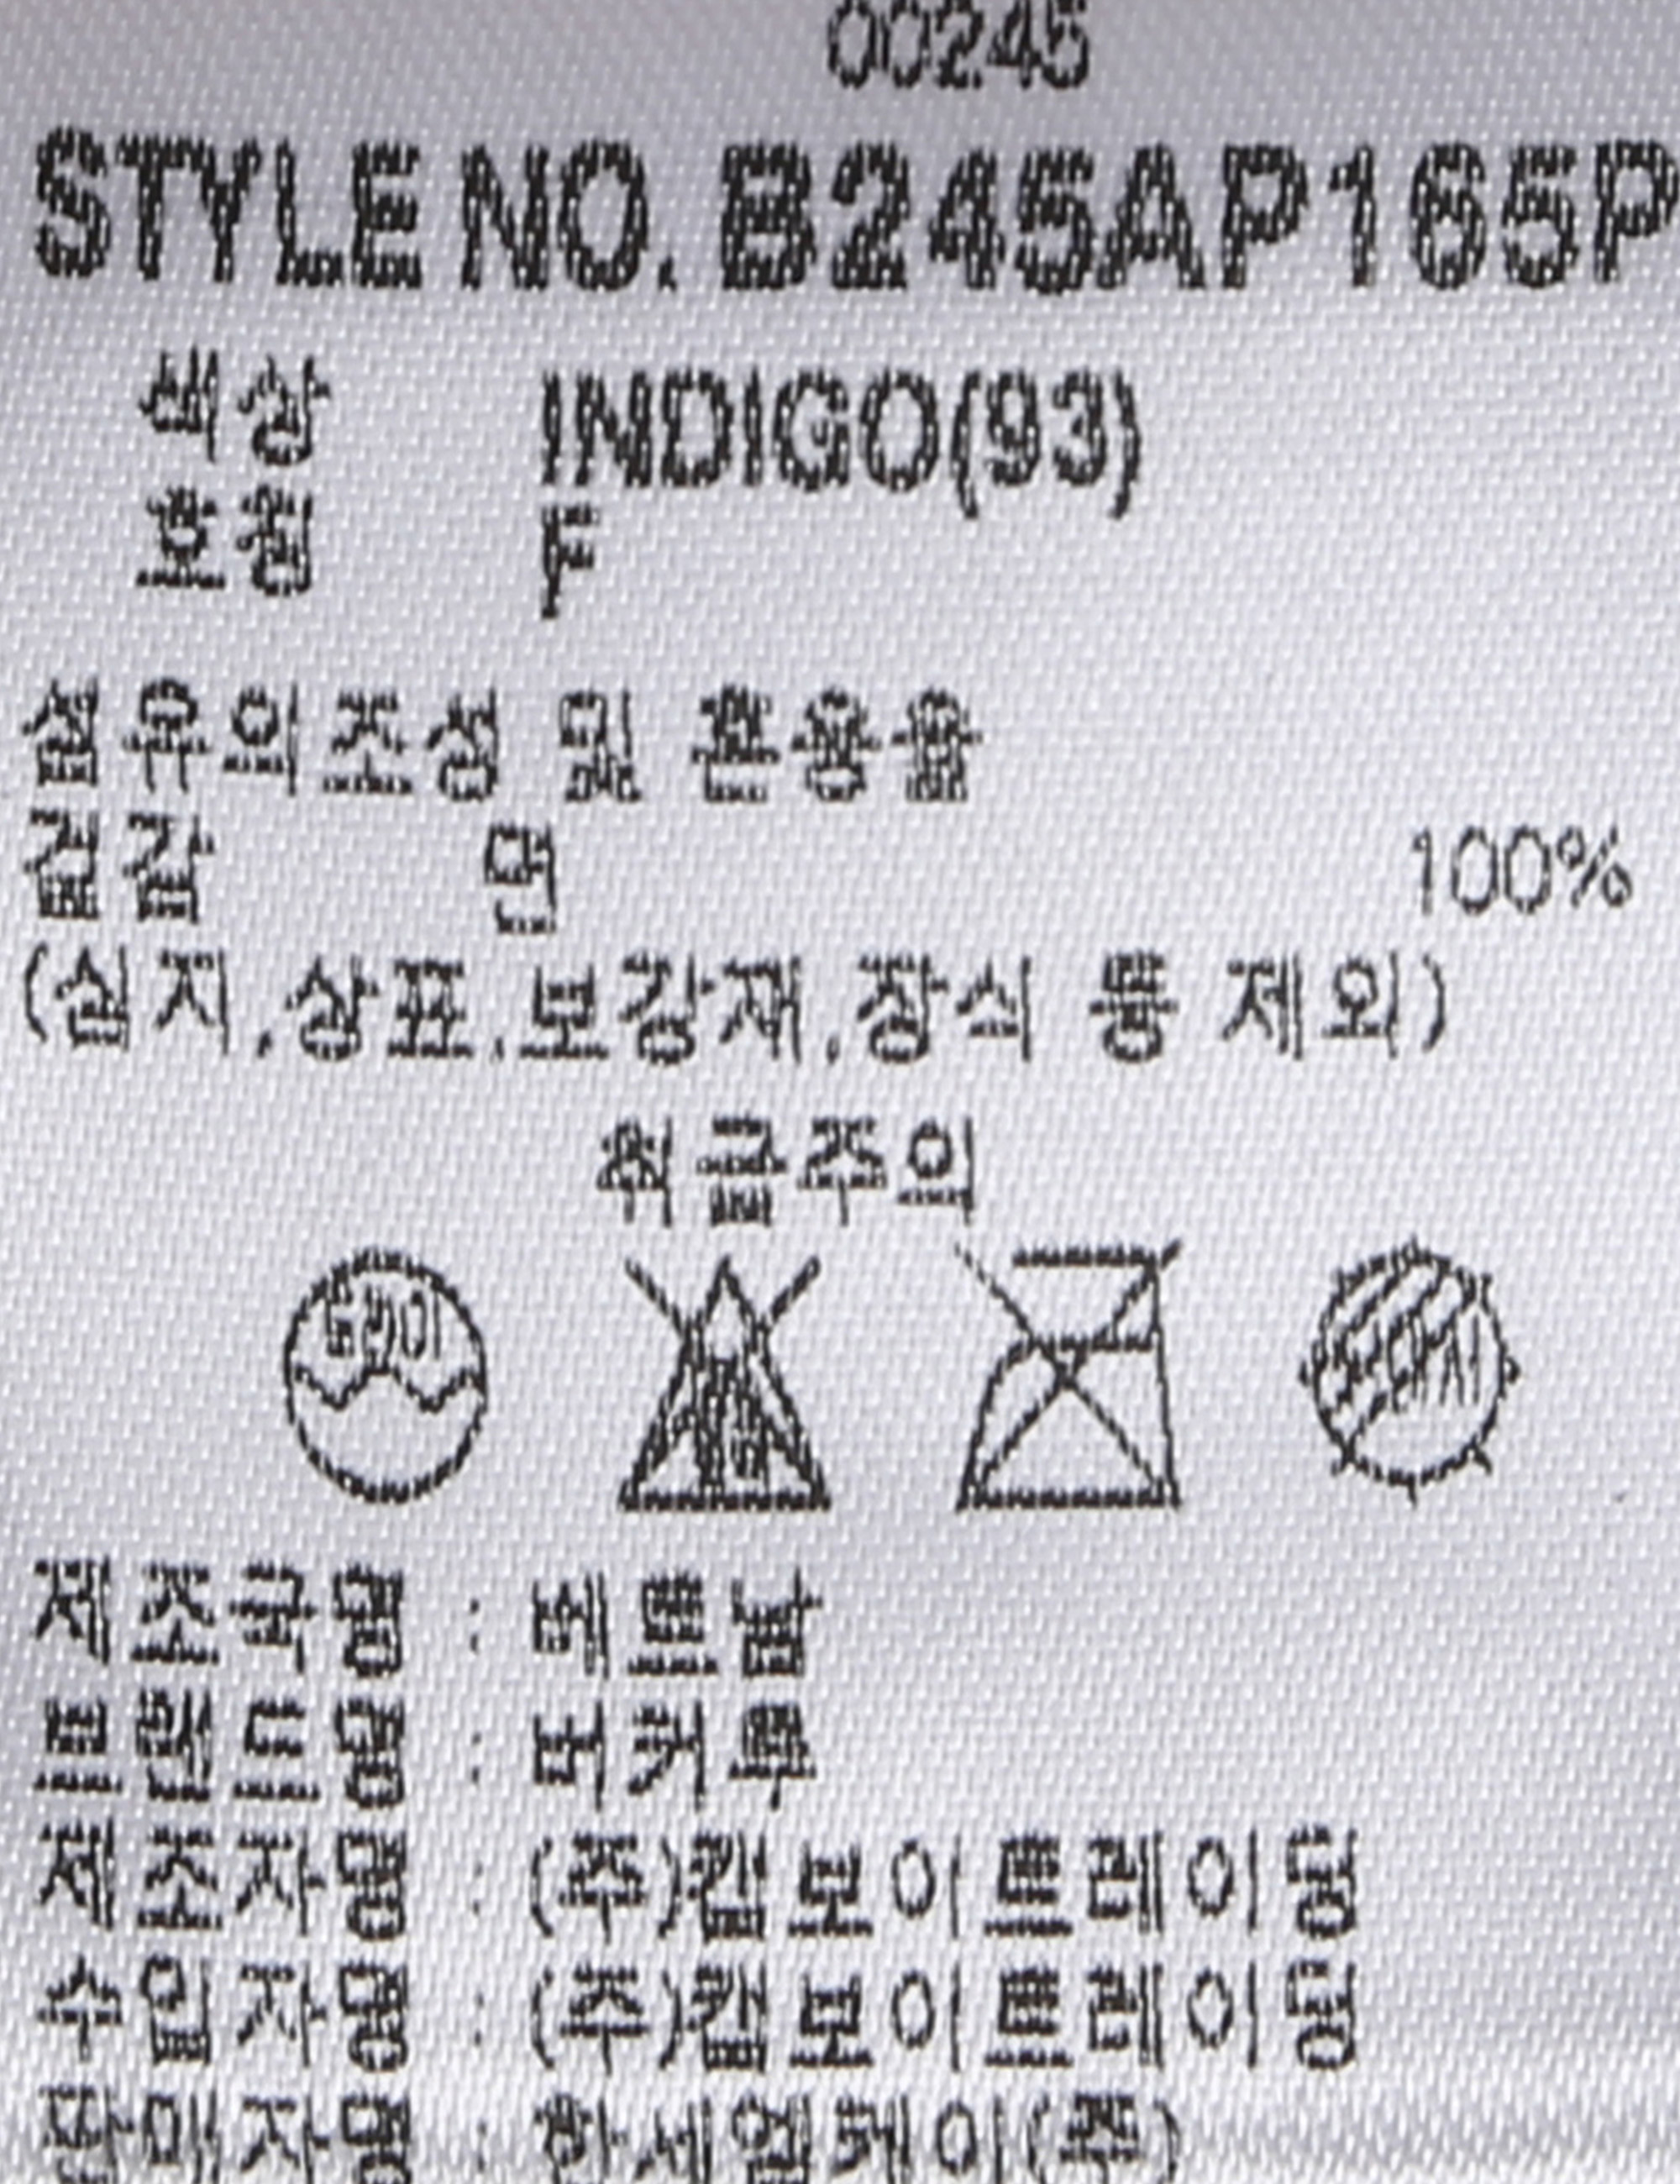 00245
STYLE NO. B245AP165P
색상 INDIGO(93)
호칭 F
섬유의조성 및 혼용율
겉감 면 100%
(심지,상표,보강재,장식 등 제외)
취급주의
드라이
제조국명 : 베트남
브랜드명 : 버커루
제조자명 : (주)캡보이트레이딩
수입자명 : (주)캡보이트레이딩
판매자명 : 한세엠케이(주)